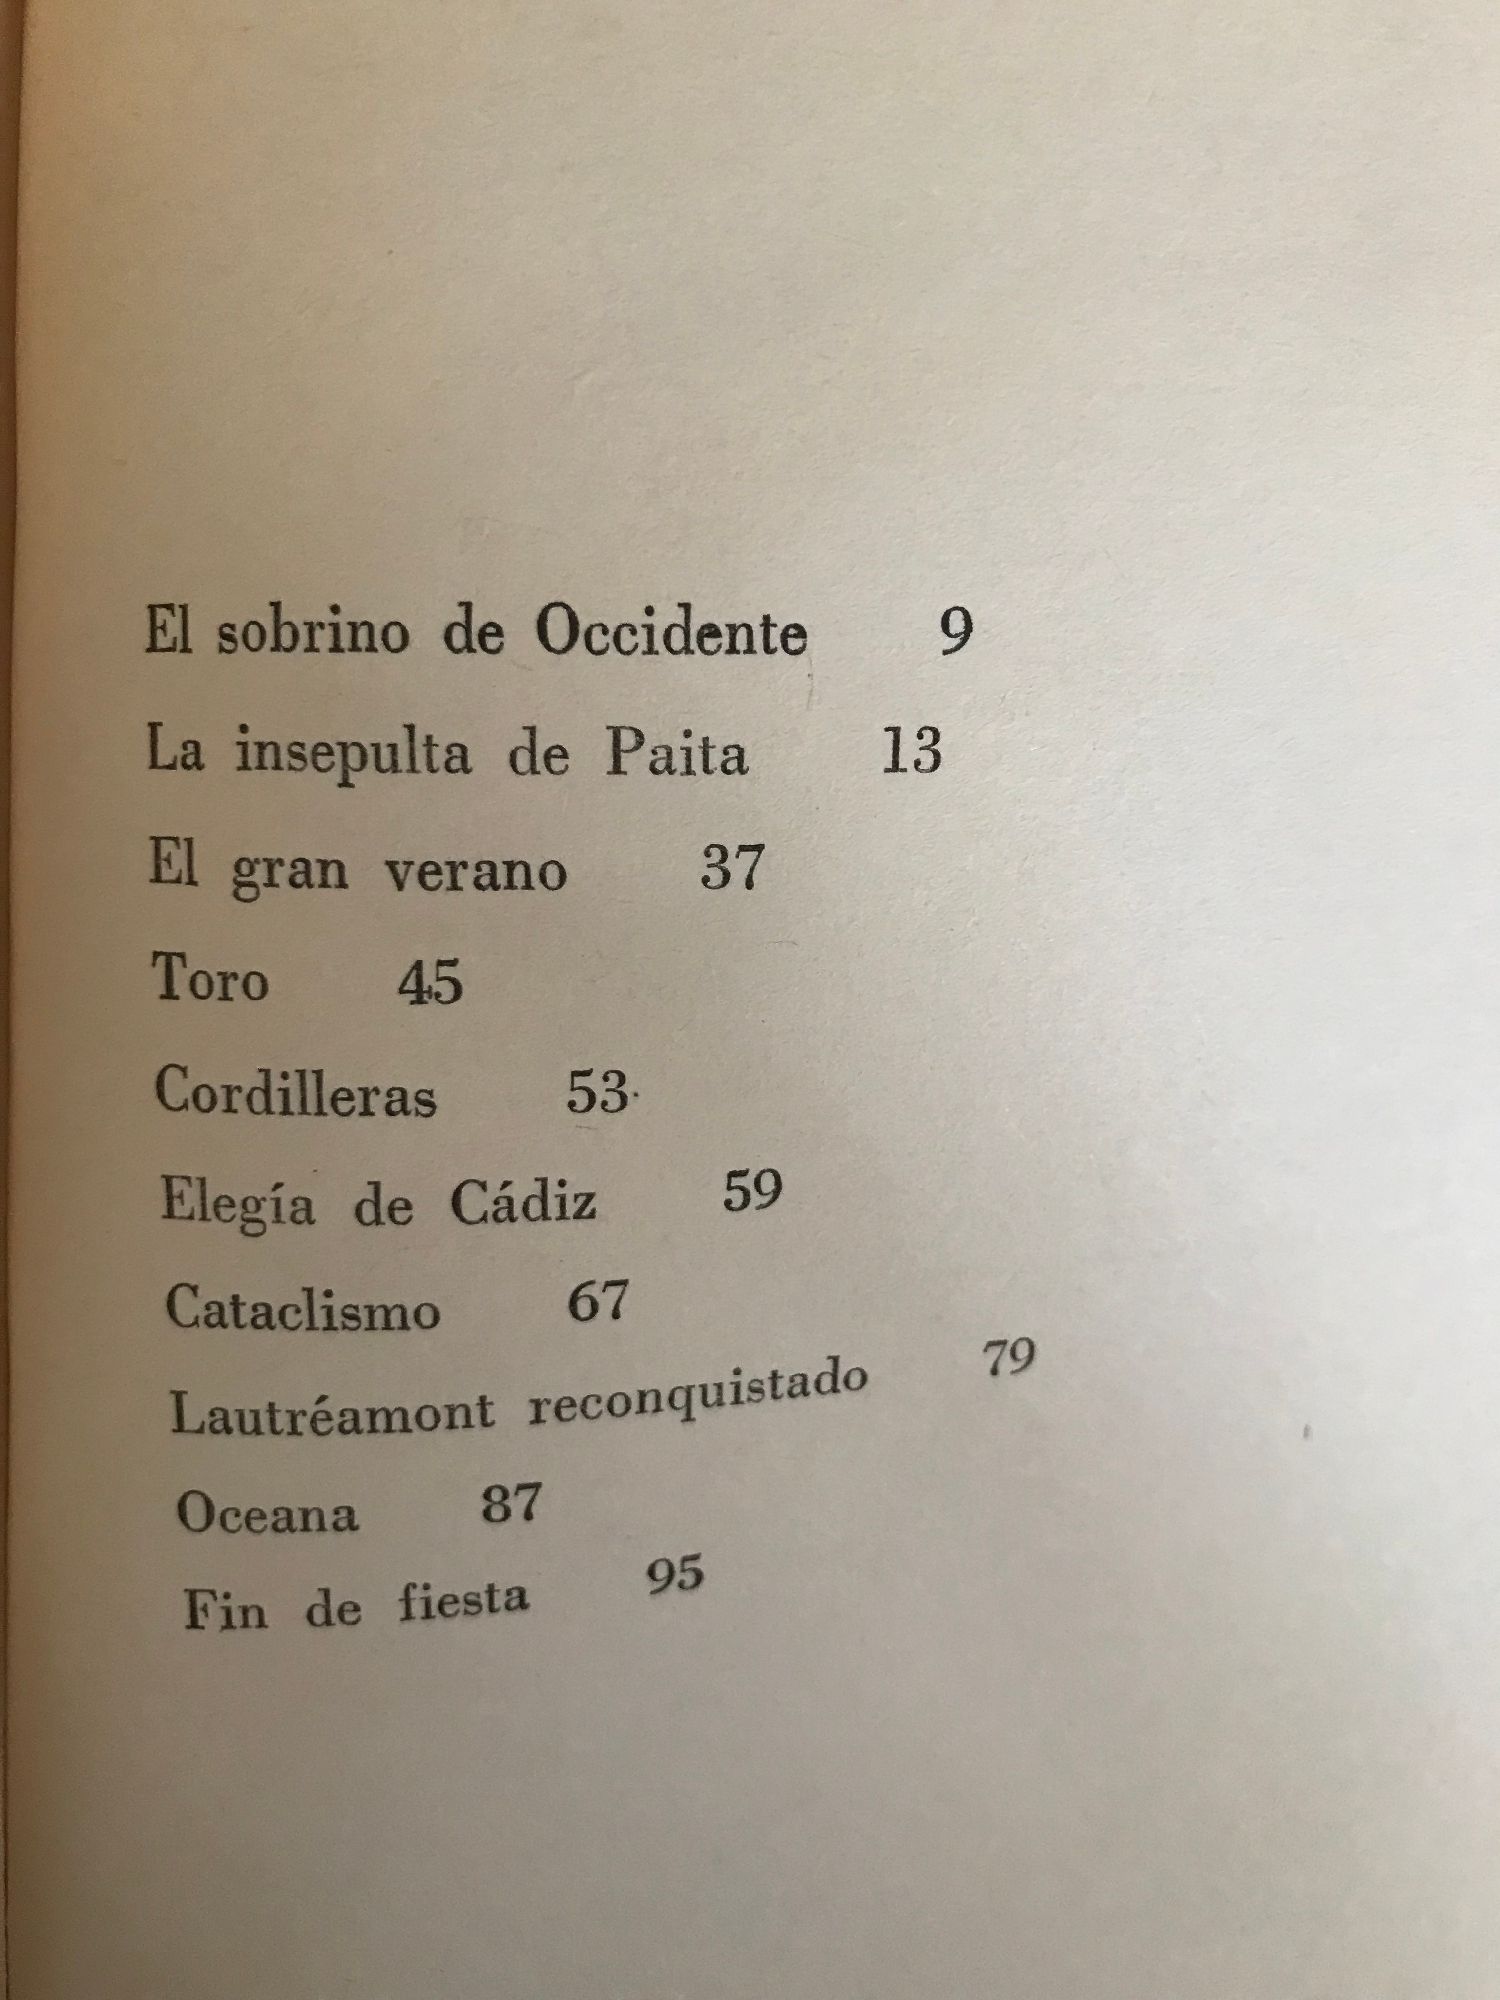 El sobrino de Occidente 9
La insepulta de Paita 13
El gran verano 37
Toro 45
Cordilleras 53
Elegía de Cádiz 59
Cataclismo 67
Lautréamont reconquistado 79
Oceana 87
Fin de fiesta 95